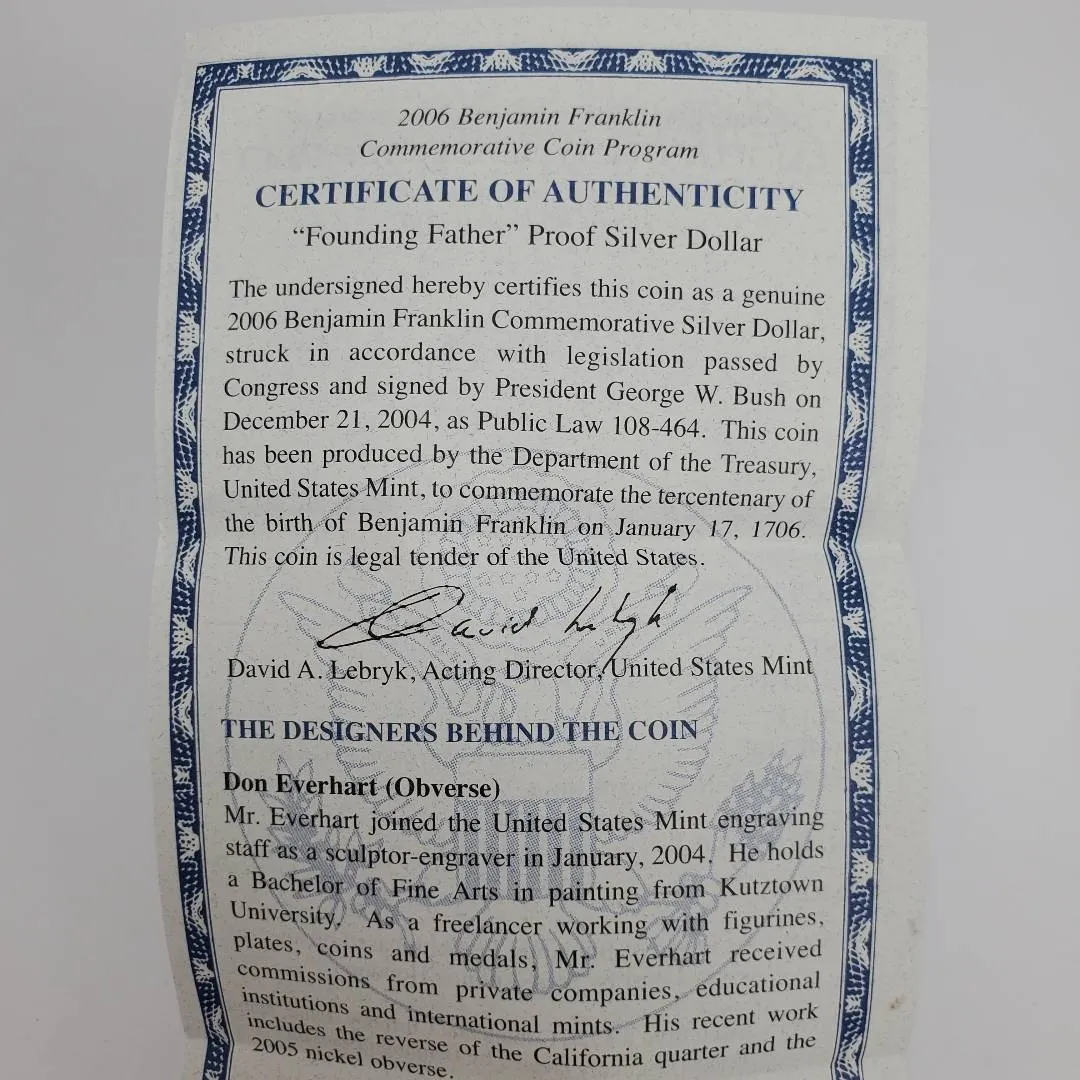 2006 Benjamin Franklin
Commemorative Coin Program
CERTIFICATE OF AUTHENTICITY
“Founding Father” Proof Silver Dollar
The undersigned hereby certifies this coin as a genuine
2006 Benjamin Franklin Commemorative Silver Dollar,
struck in accordance with legislation passed by
Congress and signed by President George W. Bush on
December 21, 2004, as Public Law 108-464. This coin
has been produced by the Department of the Treasury,
United States Mint, to commemorate the tercentenary of
the birth of Benjamin Franklin on January 17, 1706.
This coin is legal tender of the United States.
David Lebryk
David A. Lebryk, Acting Director, United States Mint
THE DESIGNERS BEHIND THE COIN
Don Everhart (Obverse)
Mr. Everhart joined the United States Mint engraving
staff as a sculptor-engraver in January, 2004. He holds
a Bachelor of Fine Arts in painting from Kutztown
University. As a freelancer working with figurines,
plates, coins and medals, Mr. Everhart received
commissions from private companies, educational
institutions and international mints. His recent work
includes the reverse of the California quarter and the
2005 nickel obverse.